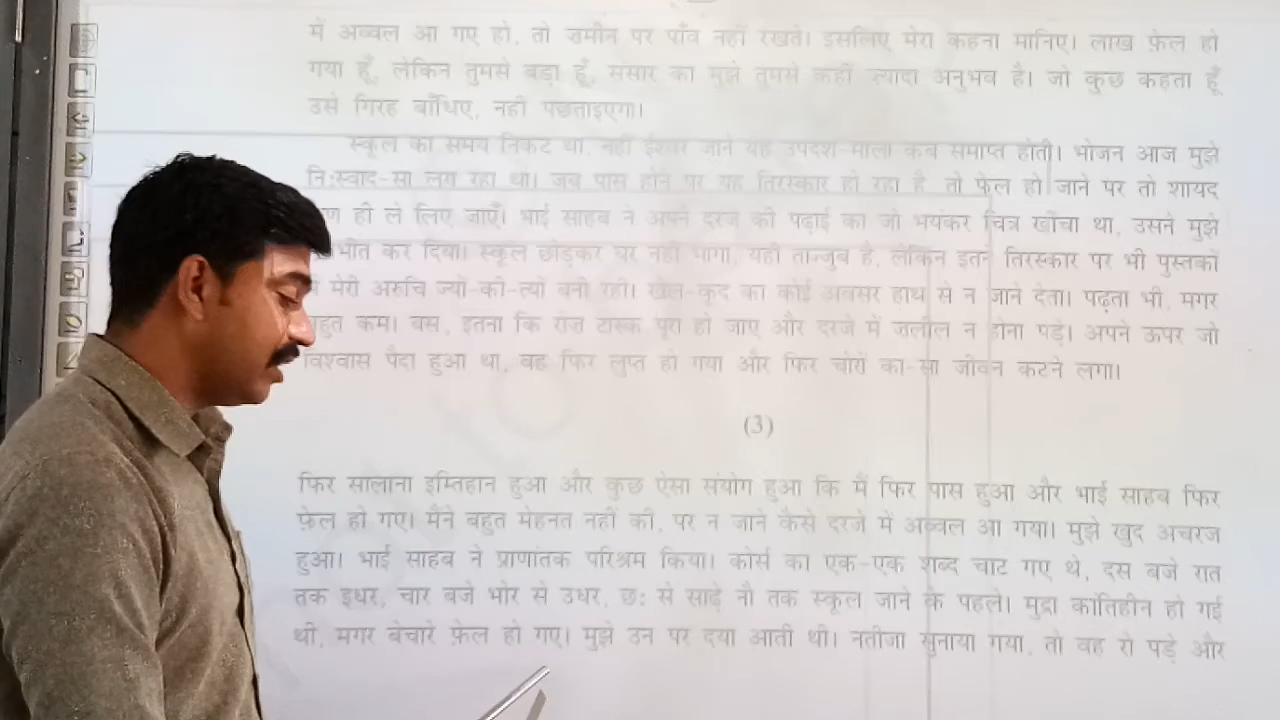 में अव्वल आ गए हो, तो ज़मीन पर पाँव नहीं रखते। इसलिए मेरा कहना मानिए। लाख फ़ेल हो
गया हूँ, लेकिन तुमसे बड़ा हूँ, संसार का मुझे तुमसे कहीं ज़्यादा अनुभव है। जो कुछ कहता हूँ
उसे गिरह बाँधिए, नहीं पछताइएगा।
स्कूल का समय निकट था, नहीं ईश्वर जाने यह उपदेश-माला कब समाप्त होती। भोजन आज मुझे
निःस्वाद-सा लग रहा था। जब पास होने पर यह तिरस्कार हो रहा है, तो फ़ेल हो जाने पर तो शायद
ही ले लिए जाएँ। भाई साहब ने अपने दरजे की पढ़ाई का जो भयंकर चित्र खींचा था, उसने मुझे
कर दिया। स्कूल छोड़कर घर नहीं भागा, यही ताज्जुब है, लेकिन इतने तिरस्कार पर भी पुस्तकों
मेरी अरुचि ज्यों-की-त्यों बनी रही। खेल-कूद का कोई अवसर हाथ से न जाने देता। पढ़ता भी, मगर
बहुत कम। बस, इतना कि रोज़ टास्क पूरा हो जाए और दरजे में ज़लील न होना पड़े। अपने ऊपर जो
विश्वास पैदा हुआ था, वह फिर लुप्त हो गया और फिर चोरों का-सा जीवन कटने लगा।
(3)
फिर सालाना इम्तिहान हुआ और कुछ ऐसा संयोग हुआ कि मैं फिर पास हुआ और भाई साहब फिर
फ़ेल हो गए। मैंने बहुत मेहनत नहीं की, पर न जाने कैसे दरजे में अव्वल आ गया। मुझे खुद अचरज
हुआ। भाई साहब ने प्राणांतक परिश्रम किया। कोर्स का एक-एक शब्द चाट गए थे, दस बजे रात
तक इधर, चार बजे भोर से उधर, छः से साढ़े नौ तक स्कूल जाने के पहले। मुद्रा कांतिहीन हो गई
थी, मगर बेचारे फ़ेल हो गए। मुझे उन पर दया आती थी। नतीजा सुनाया गया, तो वह रो पड़े और